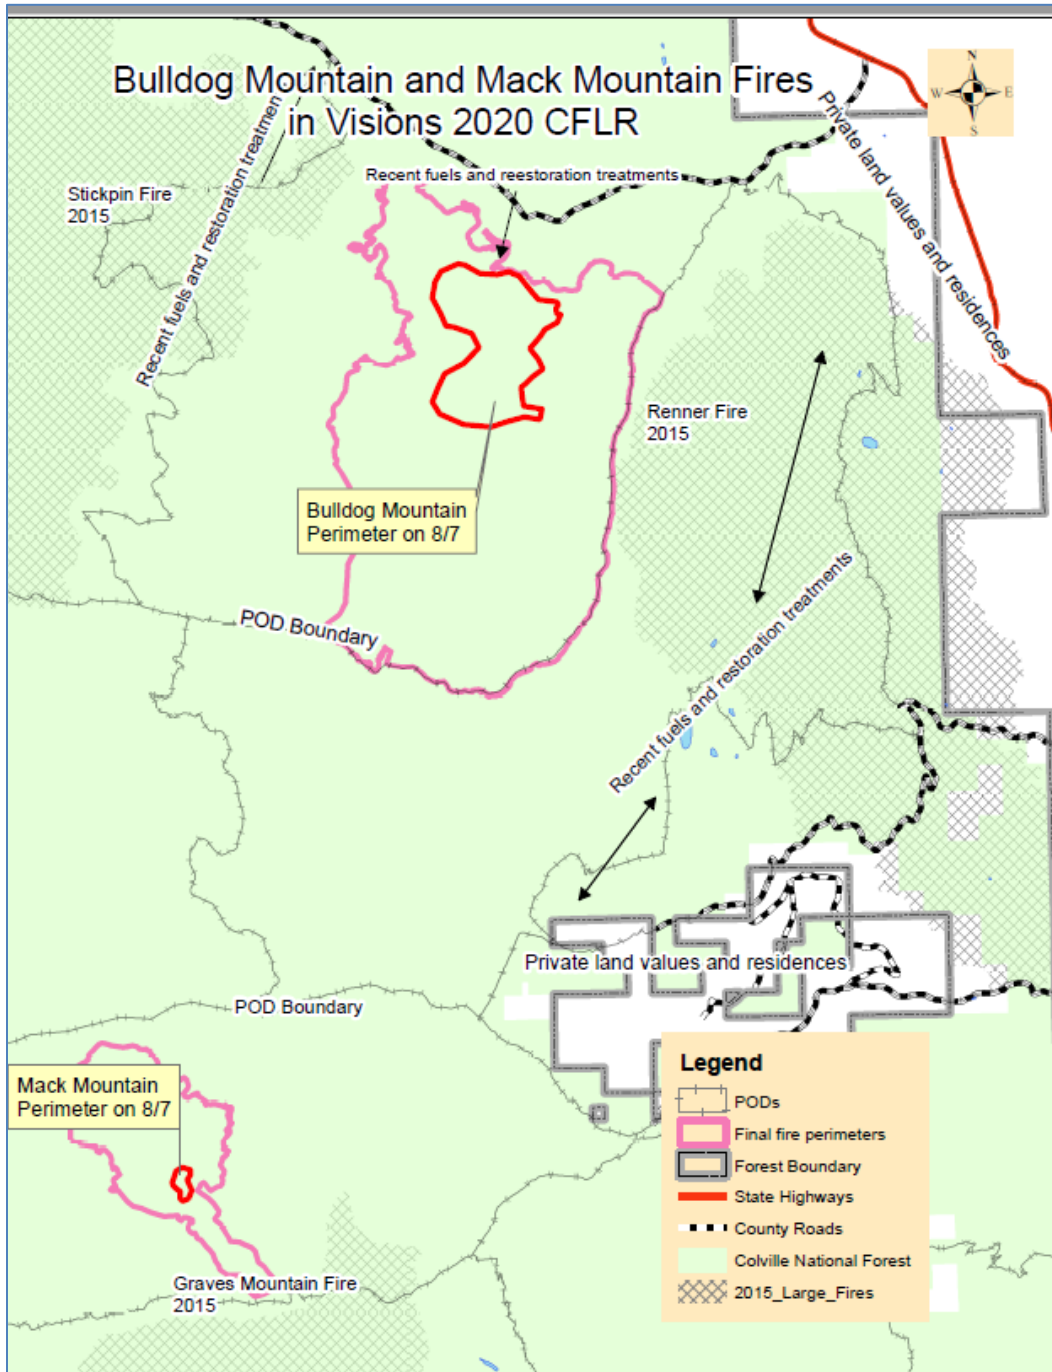 Bulldog Mountain and Mack Mountain Fires
in Visions 2020 CFLR
N
W
E
S
Private land values and residences
Recent fuels and restoration treatmen
Recent fuels and reestoration treatments
Stickpin Fire
2015
Renner Fire
2015
Bulldog Mountain
Perimeter on 8/7
POD Boundary
Recent fuels and restoration treatments
Private land values and residences
POD Boundary
Mack Mountain
Perimeter on 8/7
Graves Mountain Fire
2015
Legend
PODs
Final fire perimeters
Forest Boundary
State Highways
County Roads
Colville National Forest
2015_Large_Fires